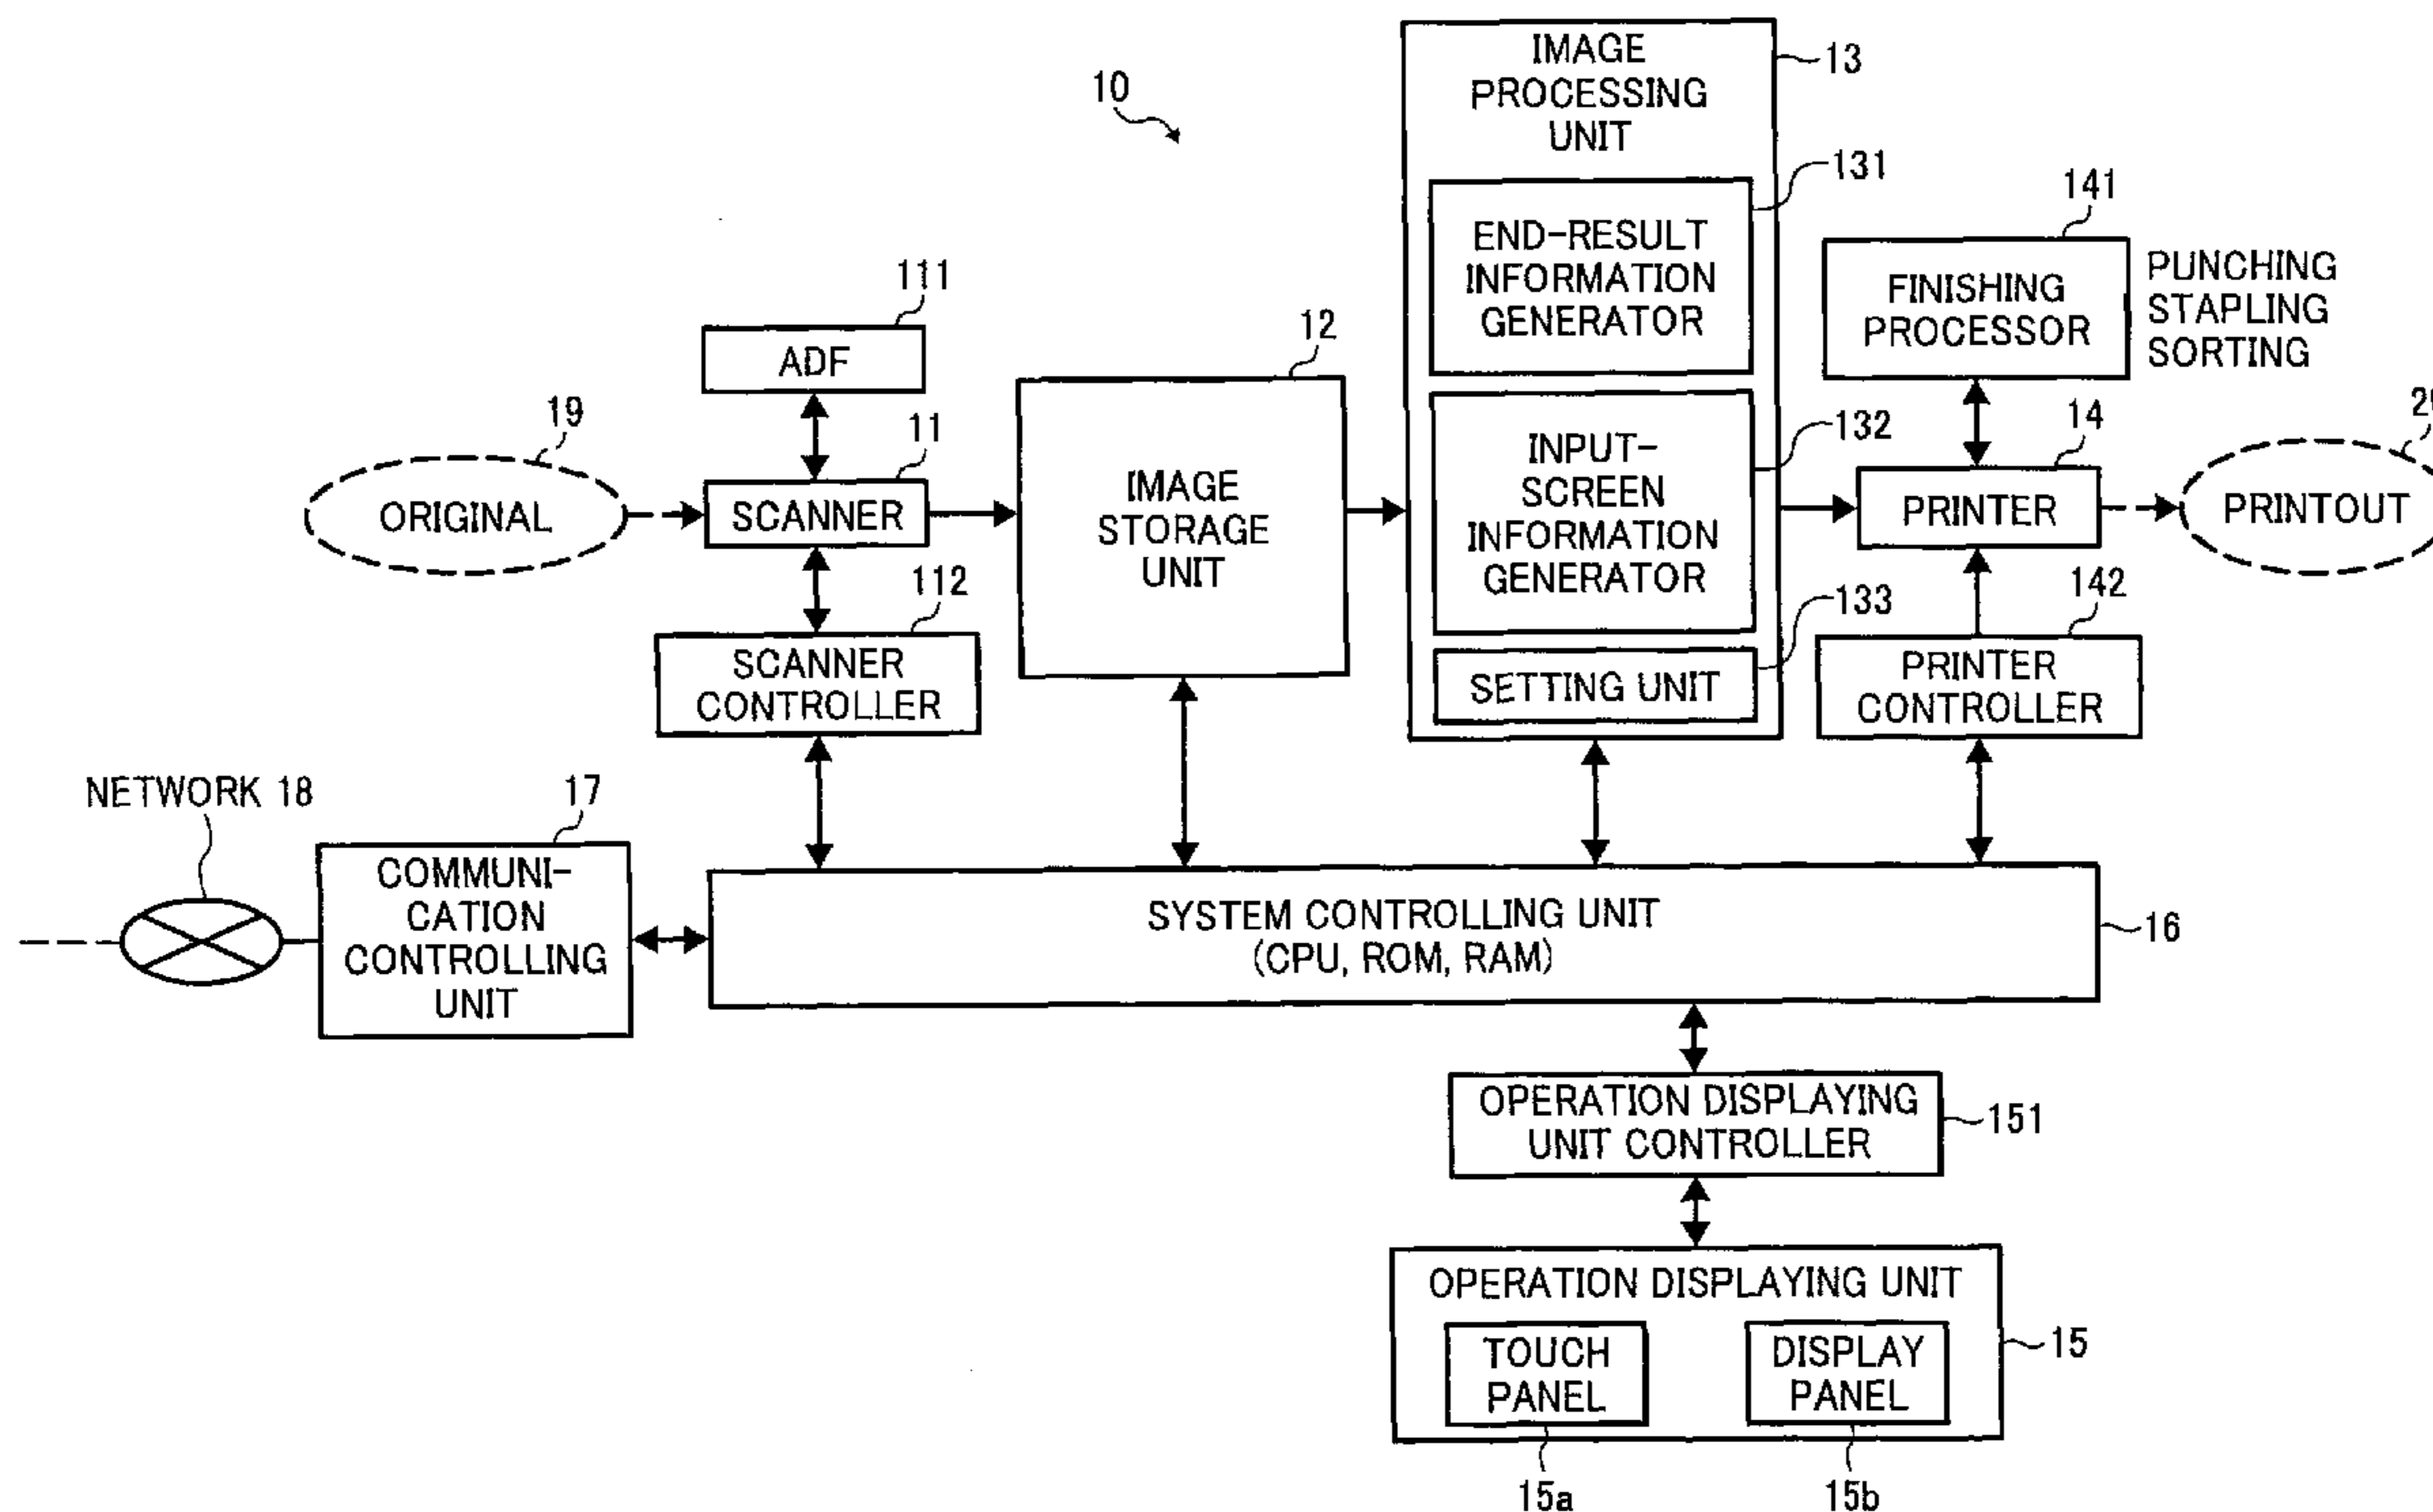 IMAGE
PROCESSING
UNIT
13
10
131
END-RESULT
INFORMATION
GENERATOR
141
FINISHING
PROCESSOR
PUNCHING
STAPLING
SORTING
111
ADF
12
IMAGE
STORAGE
UNIT
132
INPUT-
SCREEN
INFORMATION
GENERATOR
19
ORIGINAL
11
SCANNER
14
PRINTER
PRINTOUT
112
SCANNER
CONTROLLER
133
SETTING UNIT
142
PRINTER
CONTROLLER
NETWORK 18
17
COMMUNI-
CATION
CONTROLLING
UNIT
SYSTEM CONTROLLING UNIT
(CPU, ROM, RAM)
16
OPERATION DISPLAYING
UNIT CONTROLLER
151
OPERATION DISPLAYING UNIT
15
TOUCH
PANEL
DISPLAY
PANEL
15a
15b